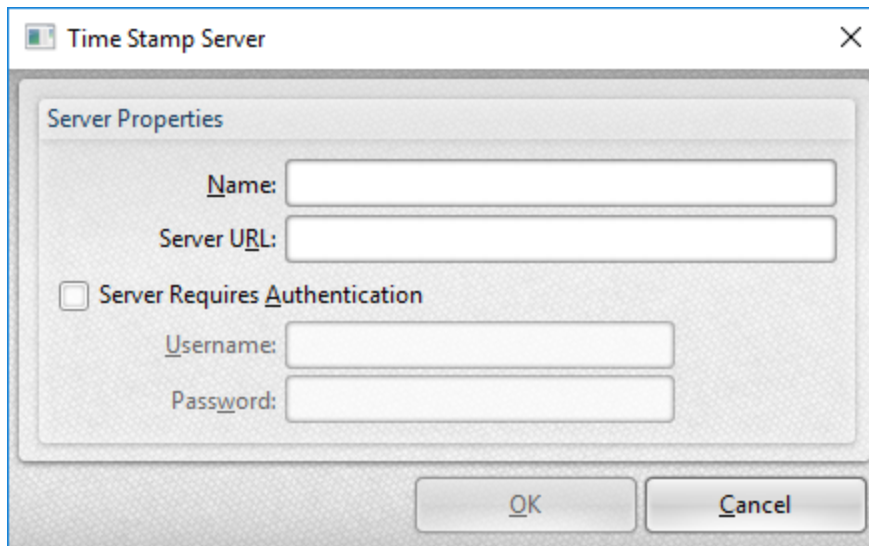 Time Stamp Server
Server Properties
Name:
Server URL:
Server Requires Authentication
Username:
Password:
OK
Cancel